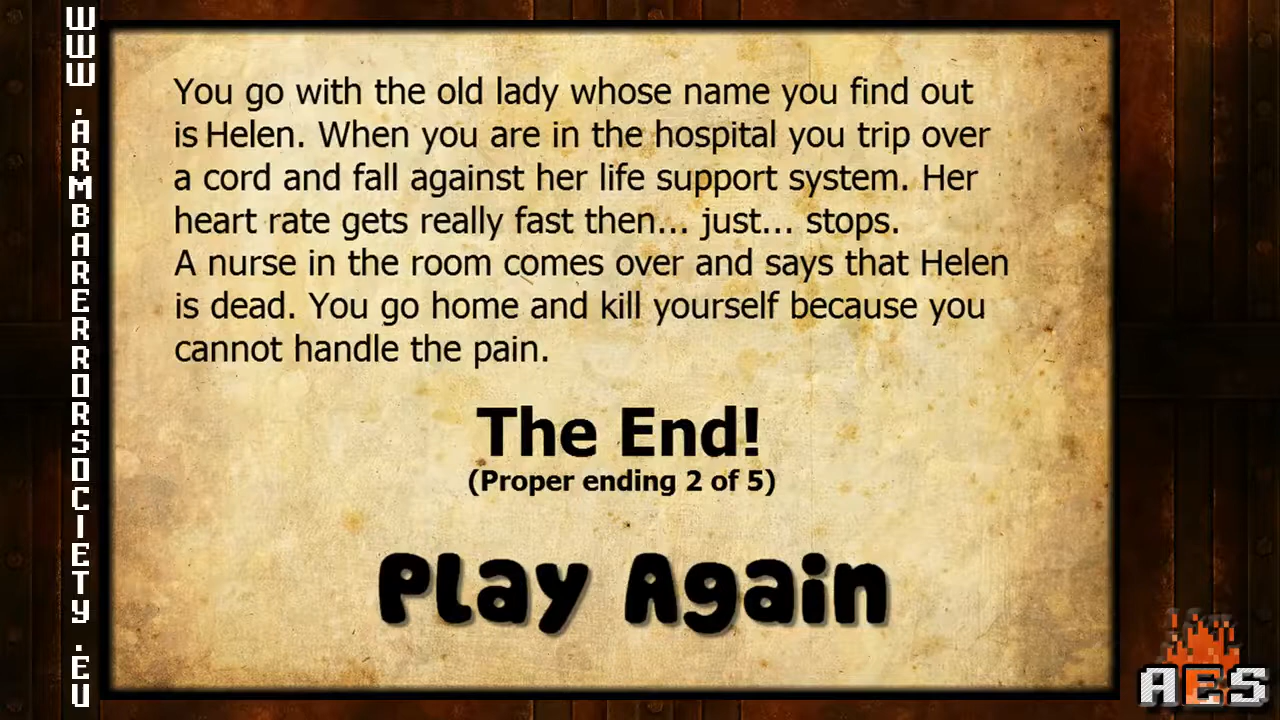 WWW.ARMBARERRORSOCIETY.EU
You go with the old lady whose name you find out
is Helen. When you are in the hospital you trip over
a cord and fall against her life support system. Her
heart rate gets really fast then... just... stops.
A nurse in the room comes over and says that Helen
is dead. You go home and kill yourself because you
cannot handle the pain.
The End!
(Proper ending 2 of 5)
Play Again
AES